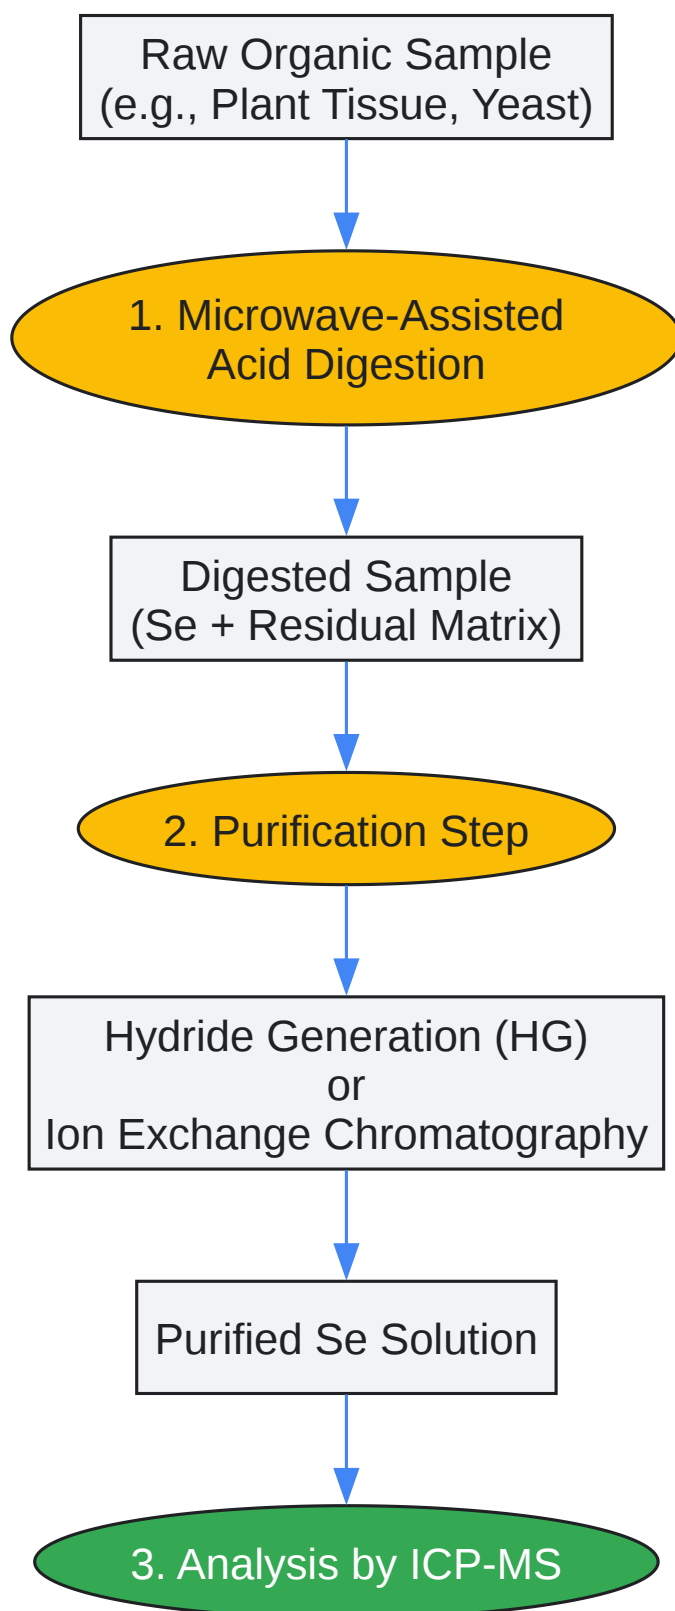 Raw Organic Sample
(e.g., Plant Tissue, Yeast)
1. Microwave-Assisted
Acid Digestion
Digested Sample
(Se + Residual Matrix)
2. Purification Step
Hydride Generation (HG)
or
Ion Exchange Chromatography
Purified Se Solution
3. Analysis by ICP-MS